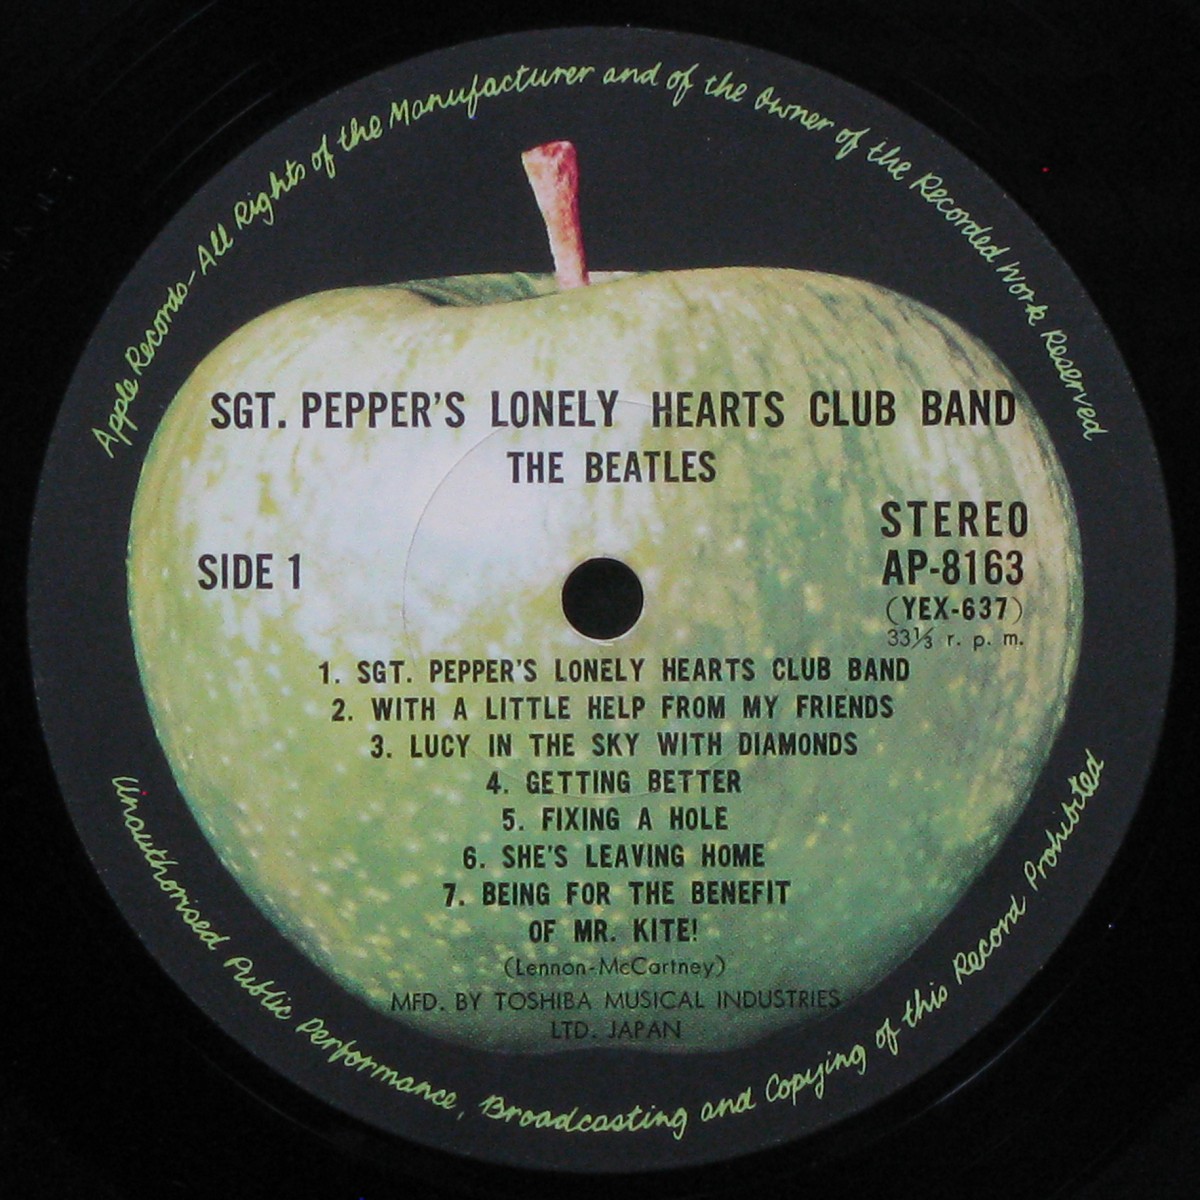 Apple Records—All Rights of the Manufacturer and of the Owner of the Recorded Work Reserved
SGT. PEPPER'S LONELY HEARTS CLUB BAND
THE BEATLES
STEREO
SIDE 1
AP-8163
(YEX-637)
33⅓ r. p. m.
1. SGT. PEPPER'S LONELY HEARTS CLUB BAND
2. WITH A LITTLE HELP FROM MY FRIENDS
3. LUCY IN THE SKY WITH DIAMONDS
4. GETTING BETTER
5. FIXING A HOLE
6. SHE'S LEAVING HOME
7. BEING FOR THE BENEFIT
OF MR. KITE!
(Lennon-McCartney)
MFD. BY TOSHIBA MUSICAL INDUSTRIES
LTD. JAPAN
Unauthorised Public Performance, Broadcasting and Copying of this Record Prohibited